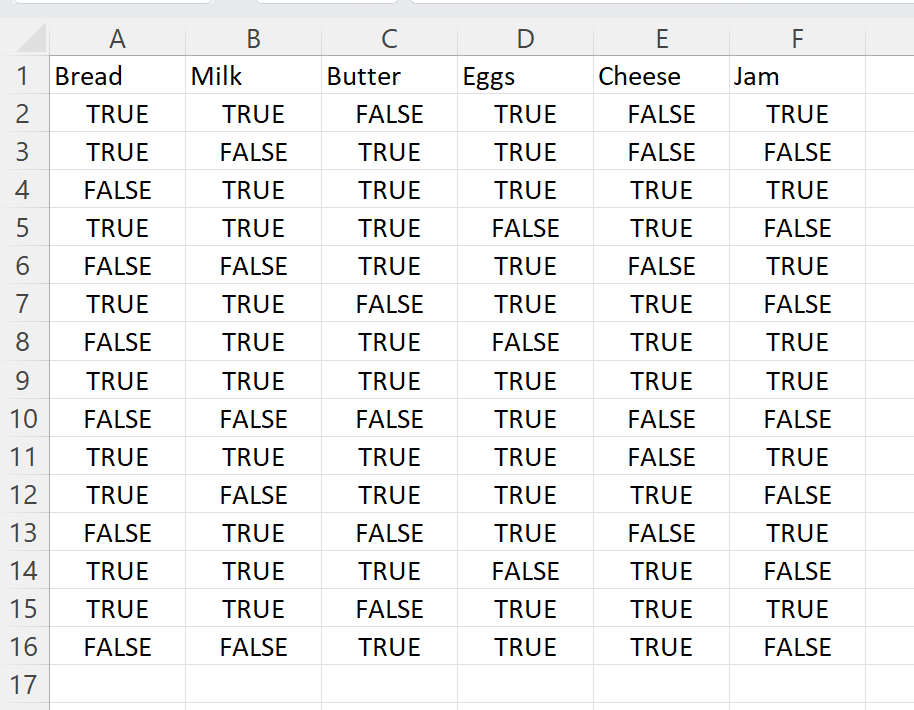 A B C D E F
1 Bread Milk Butter Eggs Cheese Jam
2 TRUE TRUE FALSE TRUE FALSE TRUE
3 TRUE FALSE TRUE TRUE FALSE FALSE
4 FALSE TRUE TRUE TRUE TRUE TRUE
5 TRUE TRUE TRUE FALSE TRUE FALSE
6 FALSE FALSE TRUE TRUE FALSE TRUE
7 TRUE TRUE FALSE TRUE TRUE FALSE
8 FALSE TRUE TRUE FALSE TRUE TRUE
9 TRUE TRUE TRUE TRUE TRUE TRUE
10 FALSE FALSE FALSE TRUE FALSE FALSE
11 TRUE TRUE TRUE TRUE FALSE TRUE
12 TRUE FALSE TRUE TRUE TRUE FALSE
13 FALSE TRUE FALSE TRUE FALSE TRUE
14 TRUE TRUE TRUE FALSE TRUE FALSE
15 TRUE TRUE FALSE TRUE TRUE TRUE
16 FALSE FALSE TRUE TRUE TRUE FALSE
17